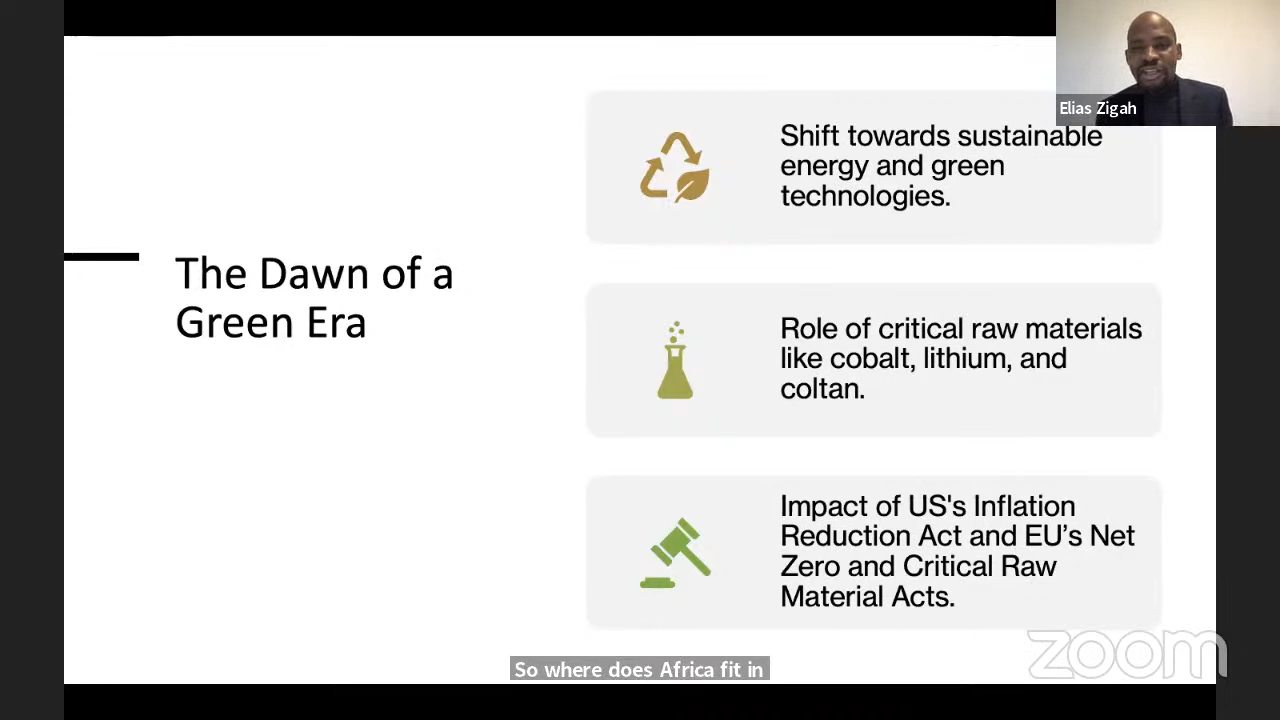 Elias Zigah
The Dawn of a
Green Era
Shift towards sustainable
energy and green
technologies.
Role of critical raw materials
like cobalt, lithium, and
coltan.
Impact of US's Inflation
Reduction Act and EU’s Net
Zero and Critical Raw
Material Acts.
So where does Africa fit in
zoom